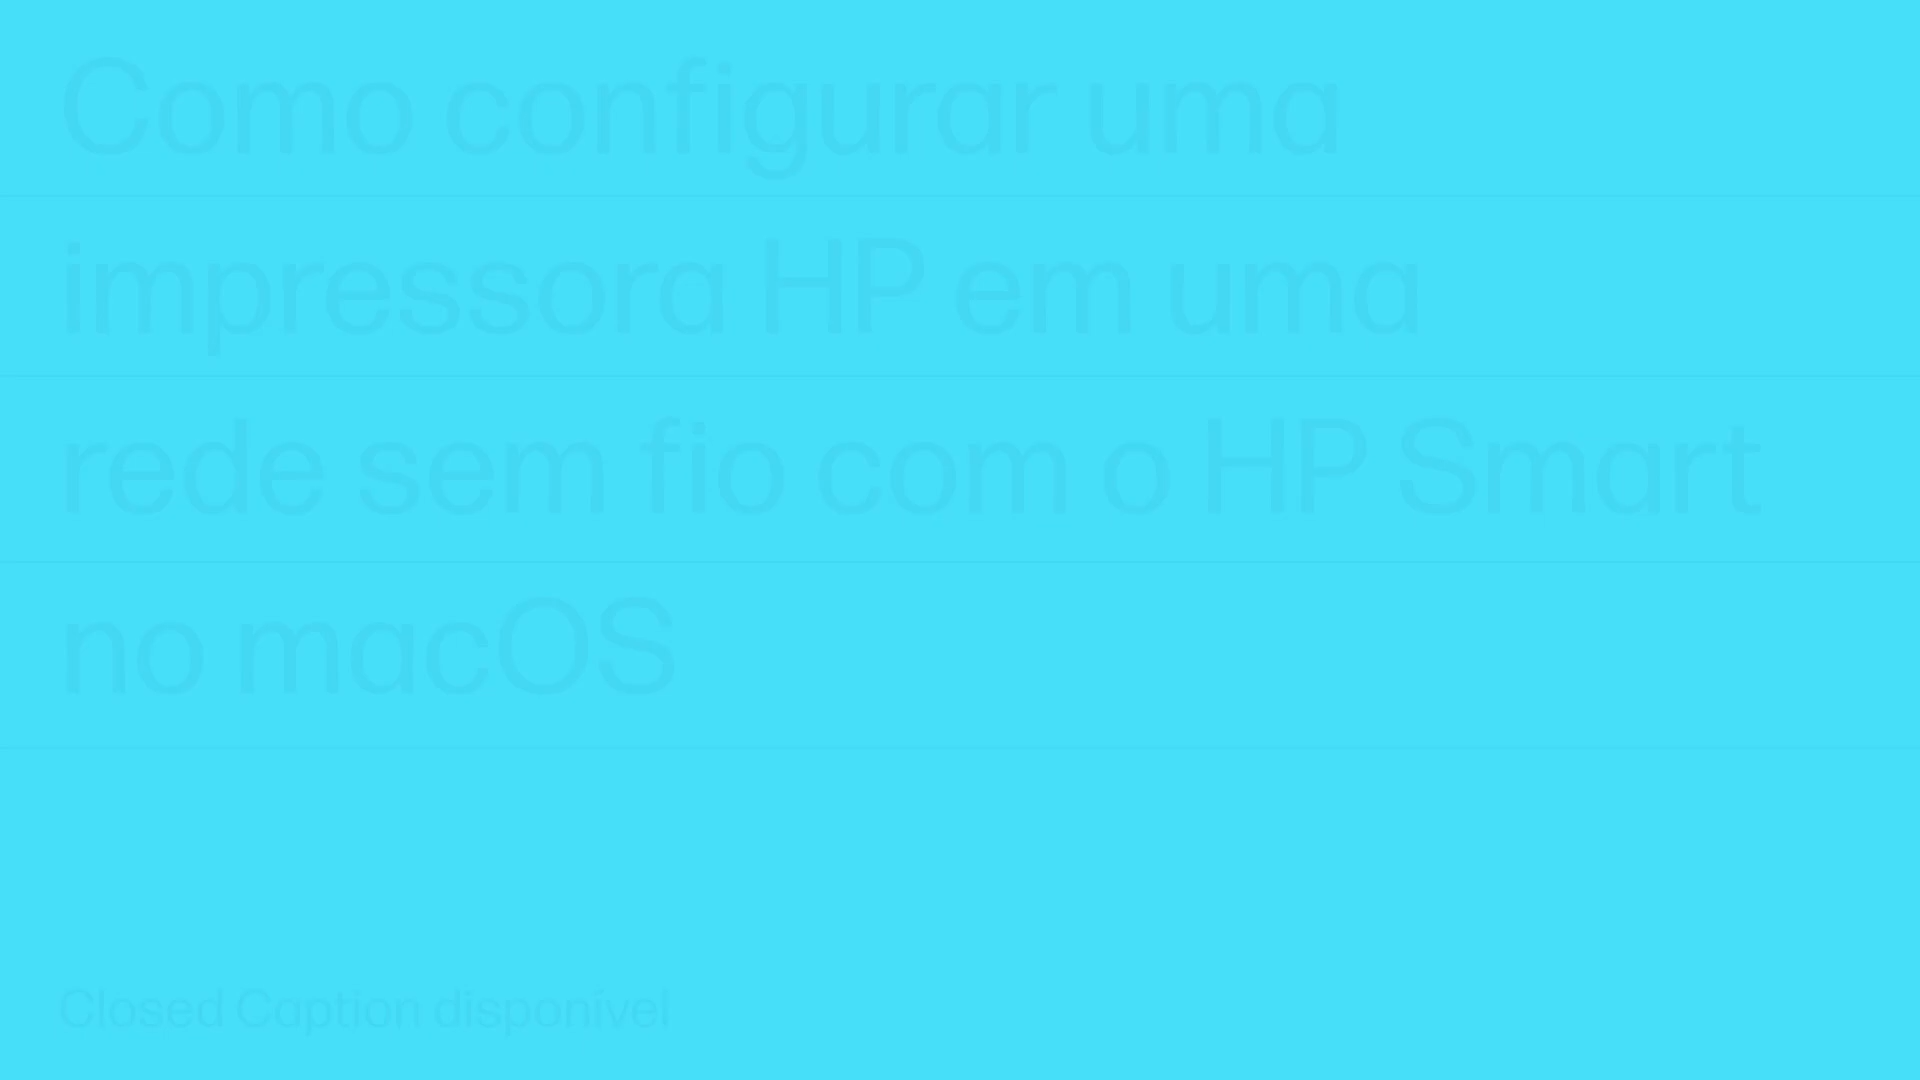 Como configurar uma
impressora HP em uma
rede sem fio com o HP Smart
no macOS
Closed Caption disponível